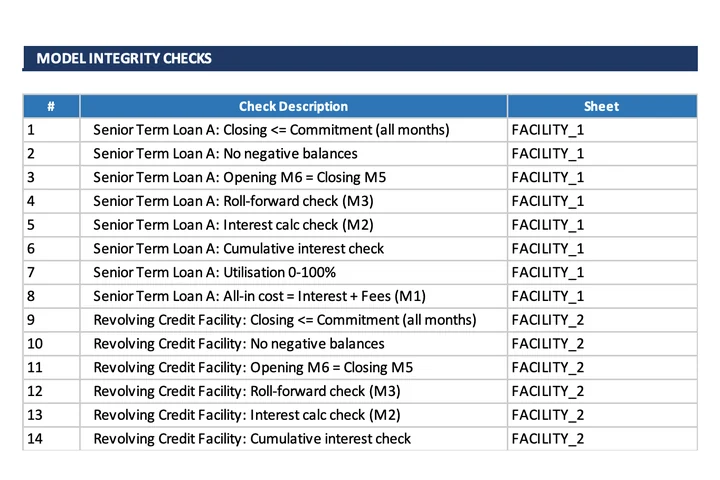 MODEL INTEGRITY CHECKS
# Check Description Sheet
1 Senior Term Loan A: Closing <= Commitment (all months) FACILITY_1
2 Senior Term Loan A: No negative balances FACILITY_1
3 Senior Term Loan A: Opening M6 = Closing M5 FACILITY_1
4 Senior Term Loan A: Roll-forward check (M3) FACILITY_1
5 Senior Term Loan A: Interest calc check (M2) FACILITY_1
6 Senior Term Loan A: Cumulative interest check FACILITY_1
7 Senior Term Loan A: Utilisation 0-100% FACILITY_1
8 Senior Term Loan A: All-in cost = Interest + Fees (M1) FACILITY_1
9 Revolving Credit Facility: Closing <= Commitment (all months) FACILITY_2
10 Revolving Credit Facility: No negative balances FACILITY_2
11 Revolving Credit Facility: Opening M6 = Closing M5 FACILITY_2
12 Revolving Credit Facility: Roll-forward check (M3) FACILITY_2
13 Revolving Credit Facility: Interest calc check (M2) FACILITY_2
14 Revolving Credit Facility: Cumulative interest check FACILITY_2